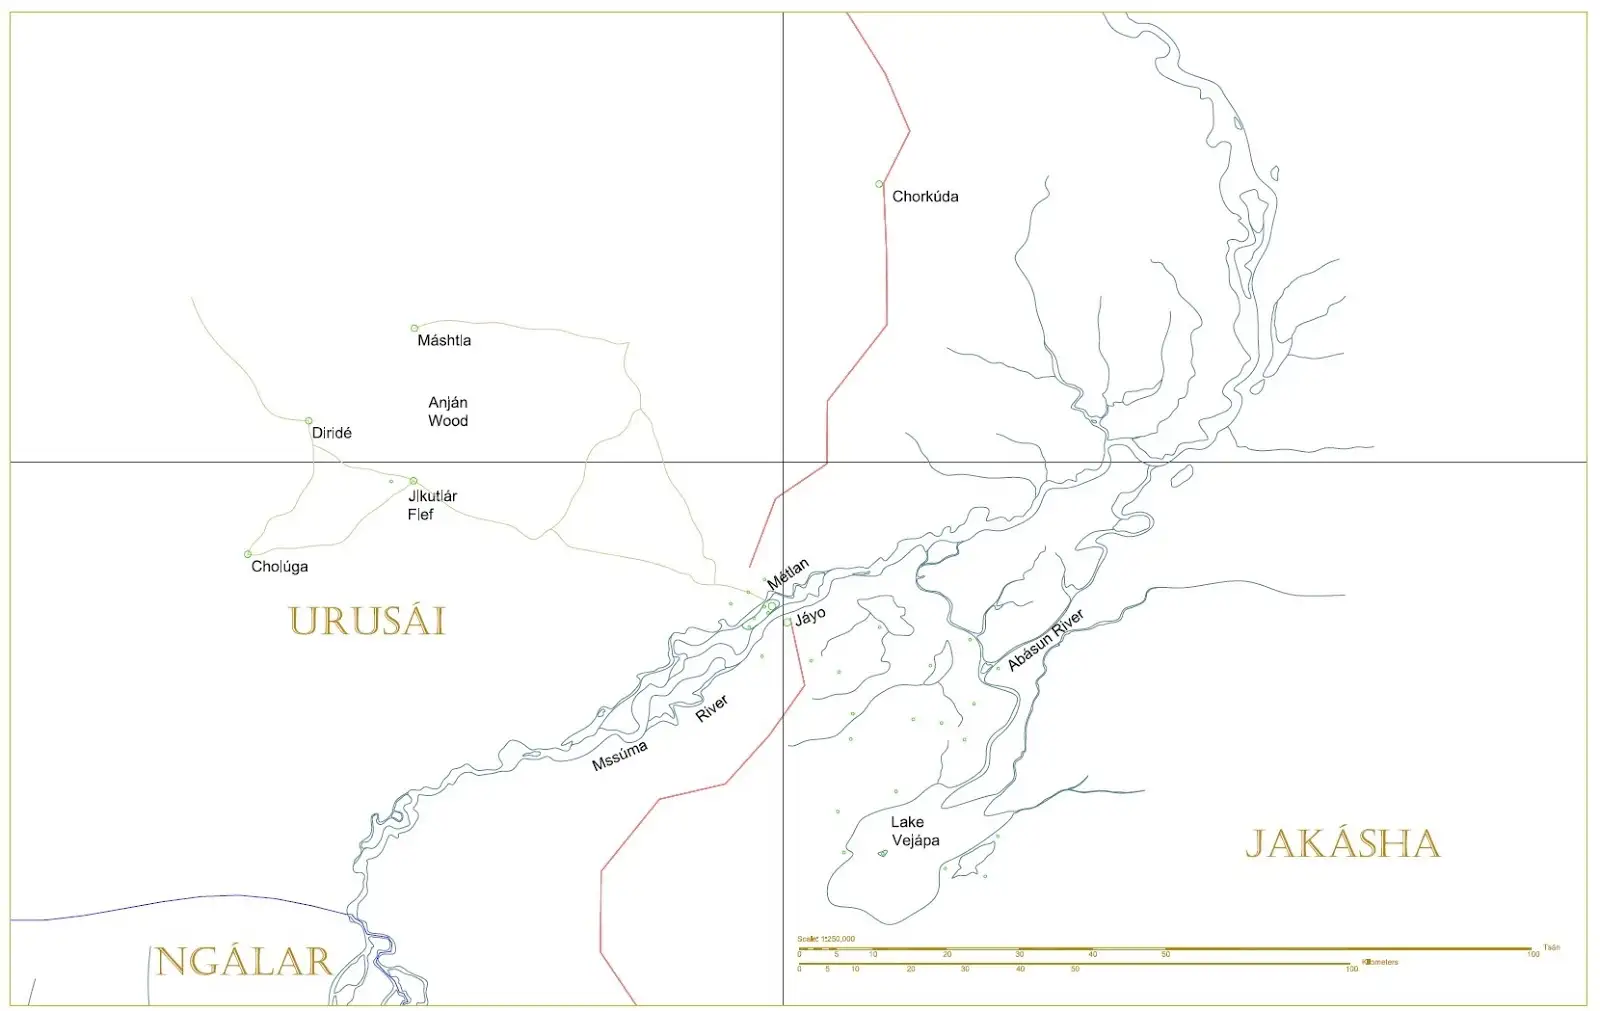 Chorkúda
Máshtla
Anján
Wood
Diridé
Jlkutlár
Flef
Choļúga
URUSÁI
Métlan
Jáyo
Abásun River
River
Mssúma
Lake
Vejápa
JAKÁSHA
NGÁLAR
Scale: 1:250,000
0 5 10 20 30 40 50 100 Tsán
0 5 10 20 30 40 50 100 Kilometers